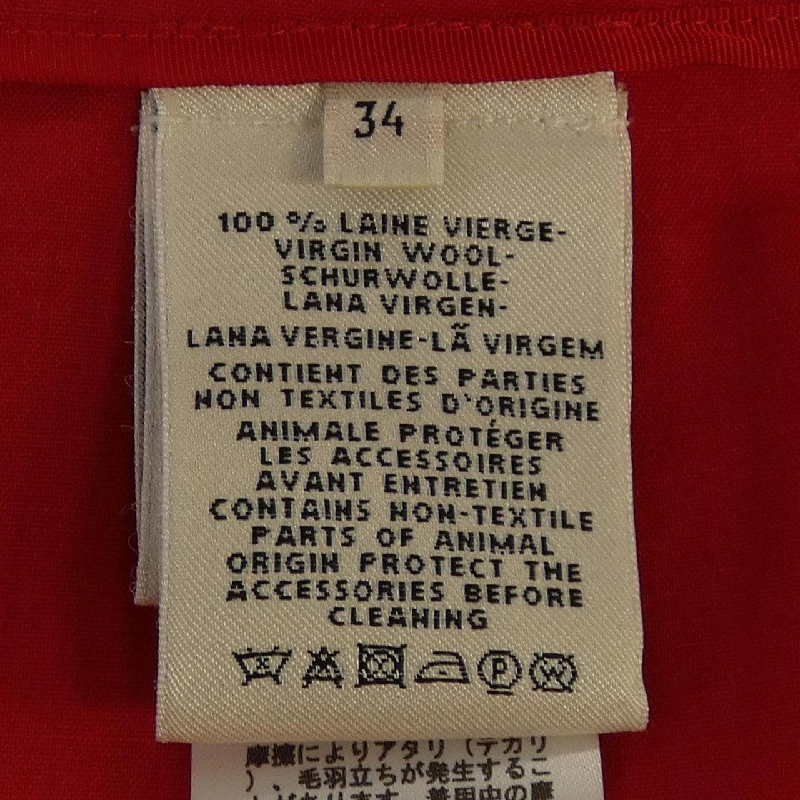 34
100 % LAINE VIERGE-
VIRGIN WOOL-
SCHURWOLLE-
LANA VIRGEN-
LANA VERGINE-LÃ VIRGEM
CONTIENT DES PARTIES
NON TEXTILES D'ORIGINE
ANIMALE PROTÉGER
LES ACCESSOIRES
AVANT ENTRETIEN
CONTAINS NON-TEXTILE
PARTS OF ANIMAL
ORIGIN PROTECT THE
ACCESSORIES BEFORE
CLEANING
P W
摩擦によりアタリ（テカリ
）、毛羽立ちが発生するこ